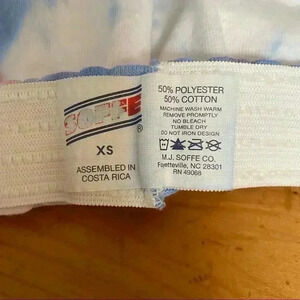 SOFFE
®
XS
ASSEMBLED IN
COSTA RICA
50% POLYESTER
50% COTTON
MACHINE WASH WARM
REMOVE PROMPTLY
NO BLEACH
TUMBLE DRY
DO NOT IRON DESIGN
M.J. SOFFE CO.
Fayetteville, NC 28301
RN 49068